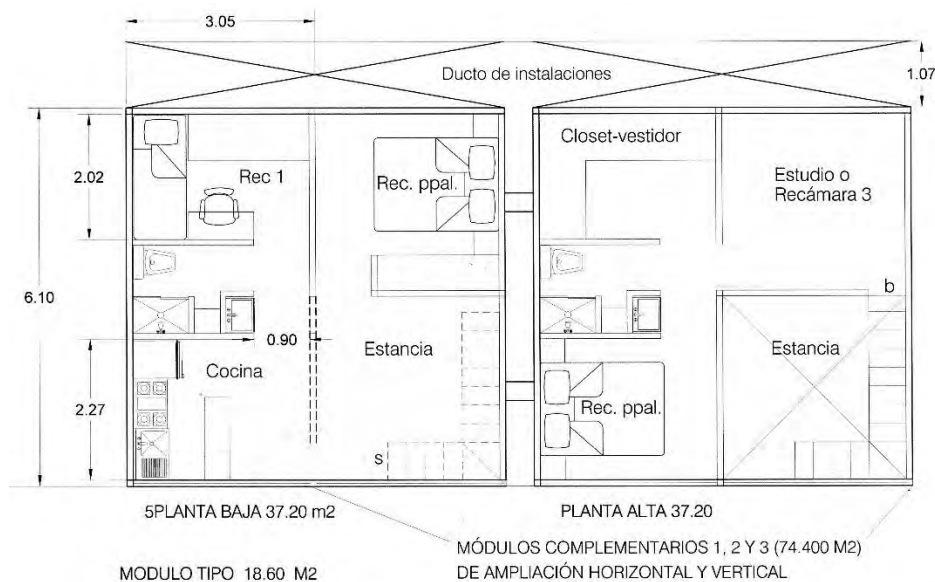 3.05
Ducto de instalaciones
1.07
Closet-vestidor
2.02
Rec 1
Rec. ppal.
Estudio o
Recámara 3
6.10
b
0.90
Estancia
Estancia
Cocina
2.27
Rec. ppal.
s
5PLANTA BAJA 37.20 m2
PLANTA ALTA 37.20
MÓDULOS COMPLEMENTARIOS 1, 2 Y 3 (74.400 M2)
MODULO TIPO 18.60 M2
DE AMPLIACIÓN HORIZONTAL Y VERTICAL